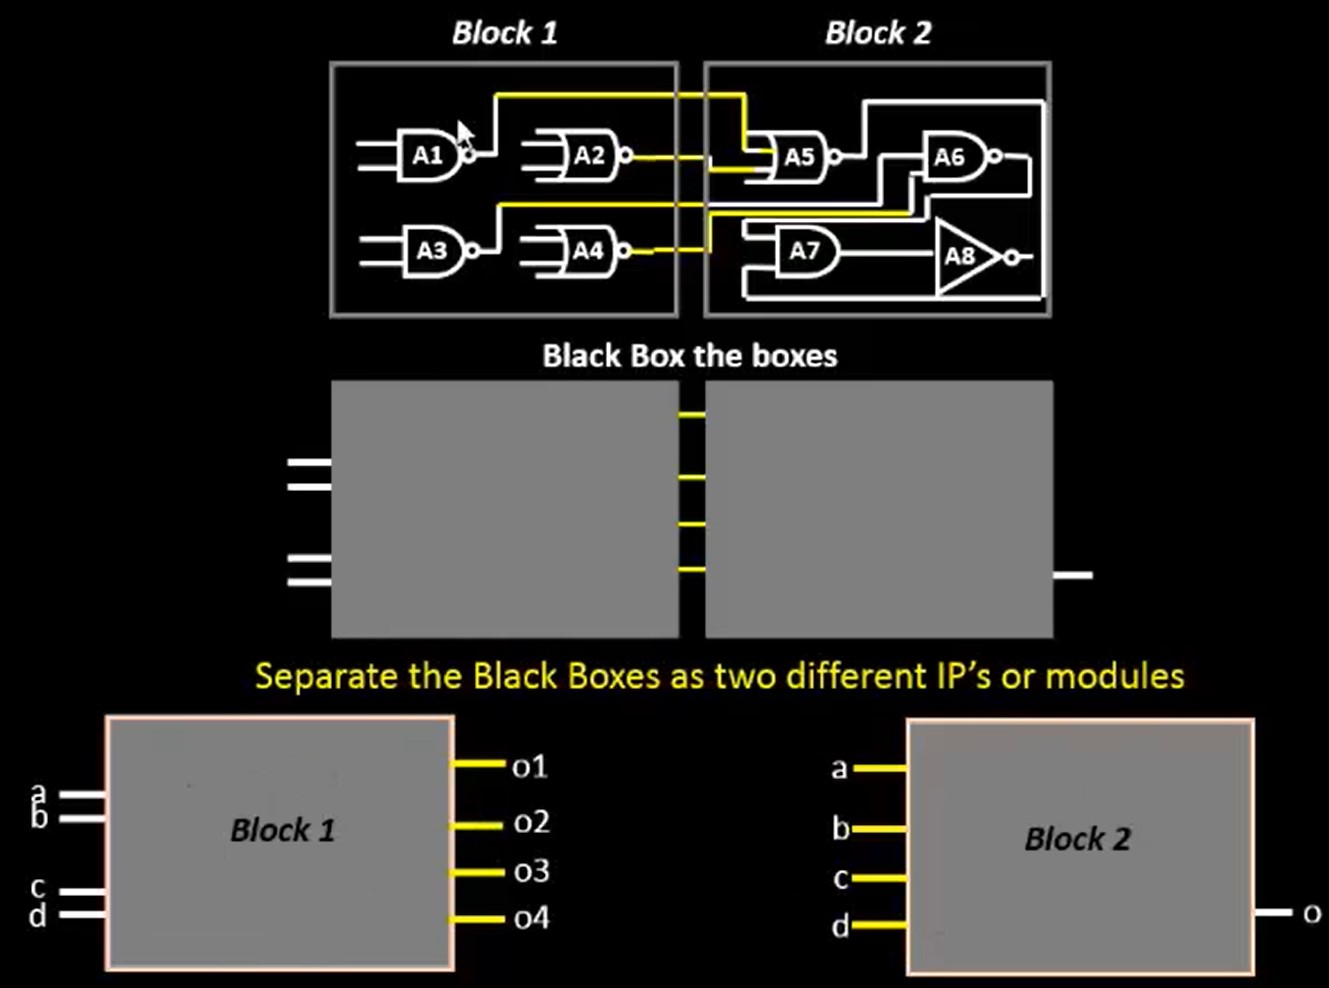 Block 1
Block 2
A1
A2
A5
A6
A3
A4
A7
A8
Black Box the boxes
Separate the Black Boxes as two different IP's or modules
a
b
c
d
Block 1
o1
o2
o3
o4
a
b
c
d
Block 2
o